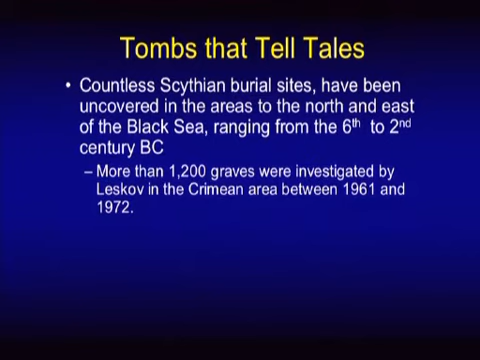 Tombs that Tell Tales
• Countless Scythian burial sites, have been
uncovered in the areas to the north and east
of the Black Sea, ranging from the 6th to 2nd
century BC
– More than 1,200 graves were investigated by
Leskov in the Crimean area between 1961 and
1972.